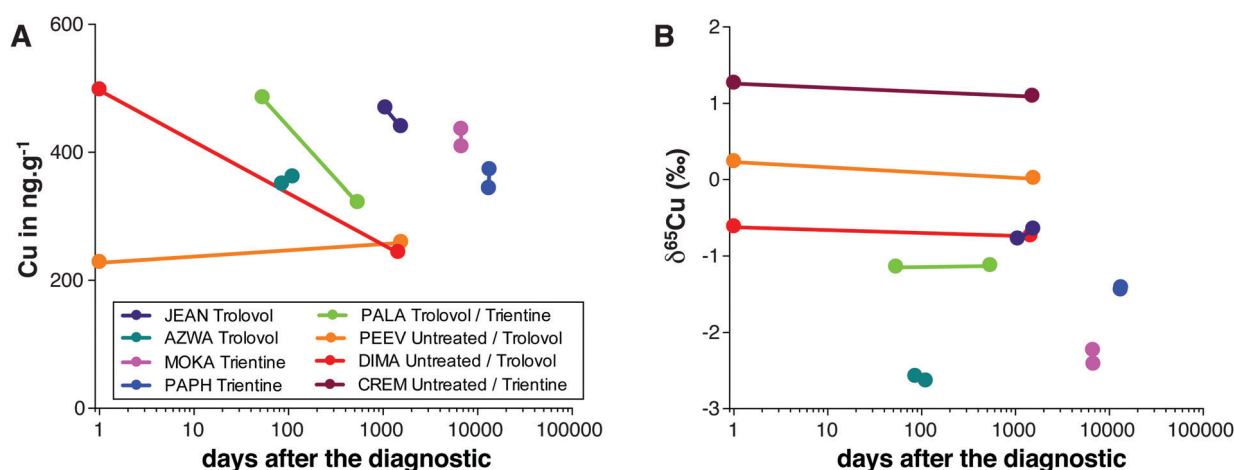 A
600
400
200
0
Cu in ng.g-1
JEAN Trolovol
AZWA Trolovol
MOKA Trientine
PAPH Trientine
PALA Trolovol / Trientine
PEEV Untreated / Trolovol
DIMA Untreated / Trolovol
CREM Untreated / Trientine
1 100 1000 10000 100000
days after the diagnostic
B
2
1
0
-1
-2
-3
δ65Cu (‰)
1 10 100 1000 10000 100000
days after the diagnostic